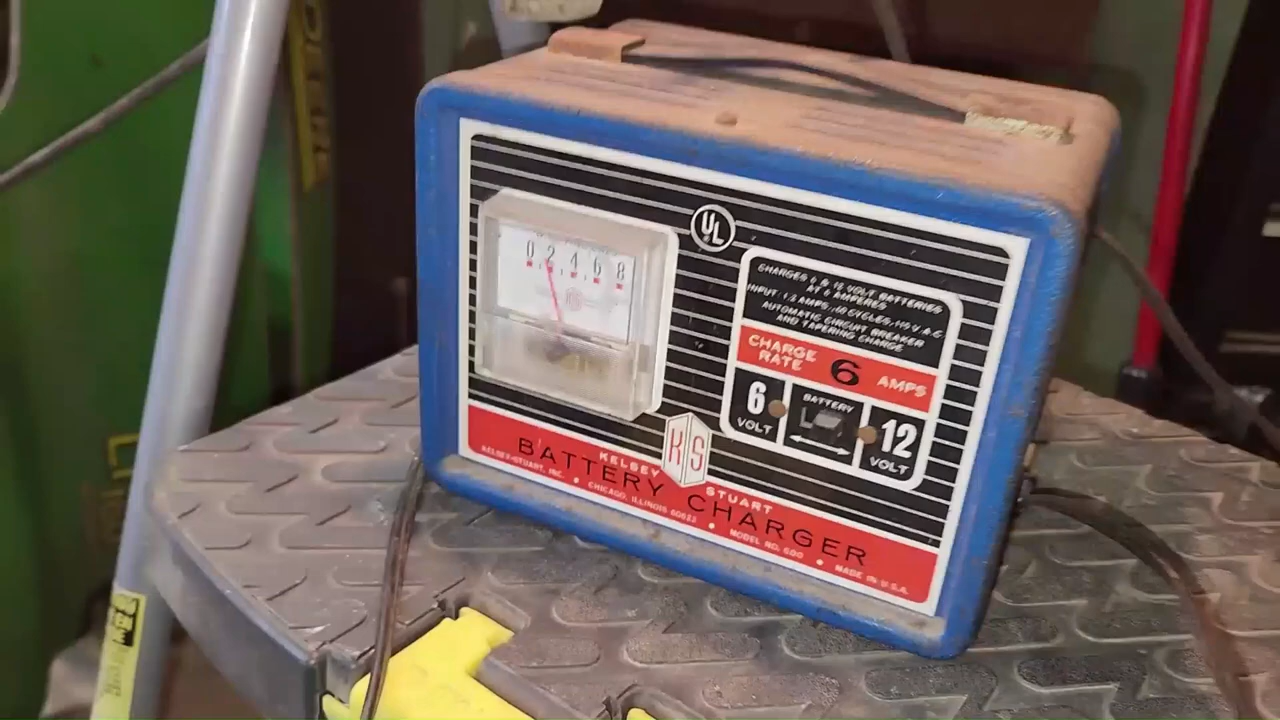 0 2 4 6 8
UL
CHARGES 6 & 12 VOLT BATTERIES
AT 6 AMPERES
INPUT: 1.2 AMPS., 60 CYCLES, 115 V. A.C.
AUTOMATIC CIRCUIT BREAKER
AND TAPERING CHARGE
CHARGE RATE 6 AMPS
6 VOLT
BATTERY
12 VOLT
KELSEY KS STUART
BATTERY CHARGER
KELSEY-STUART, INC. • CHICAGO, ILLINOIS • MODEL NO. 600 • MADE IN U.S.A.